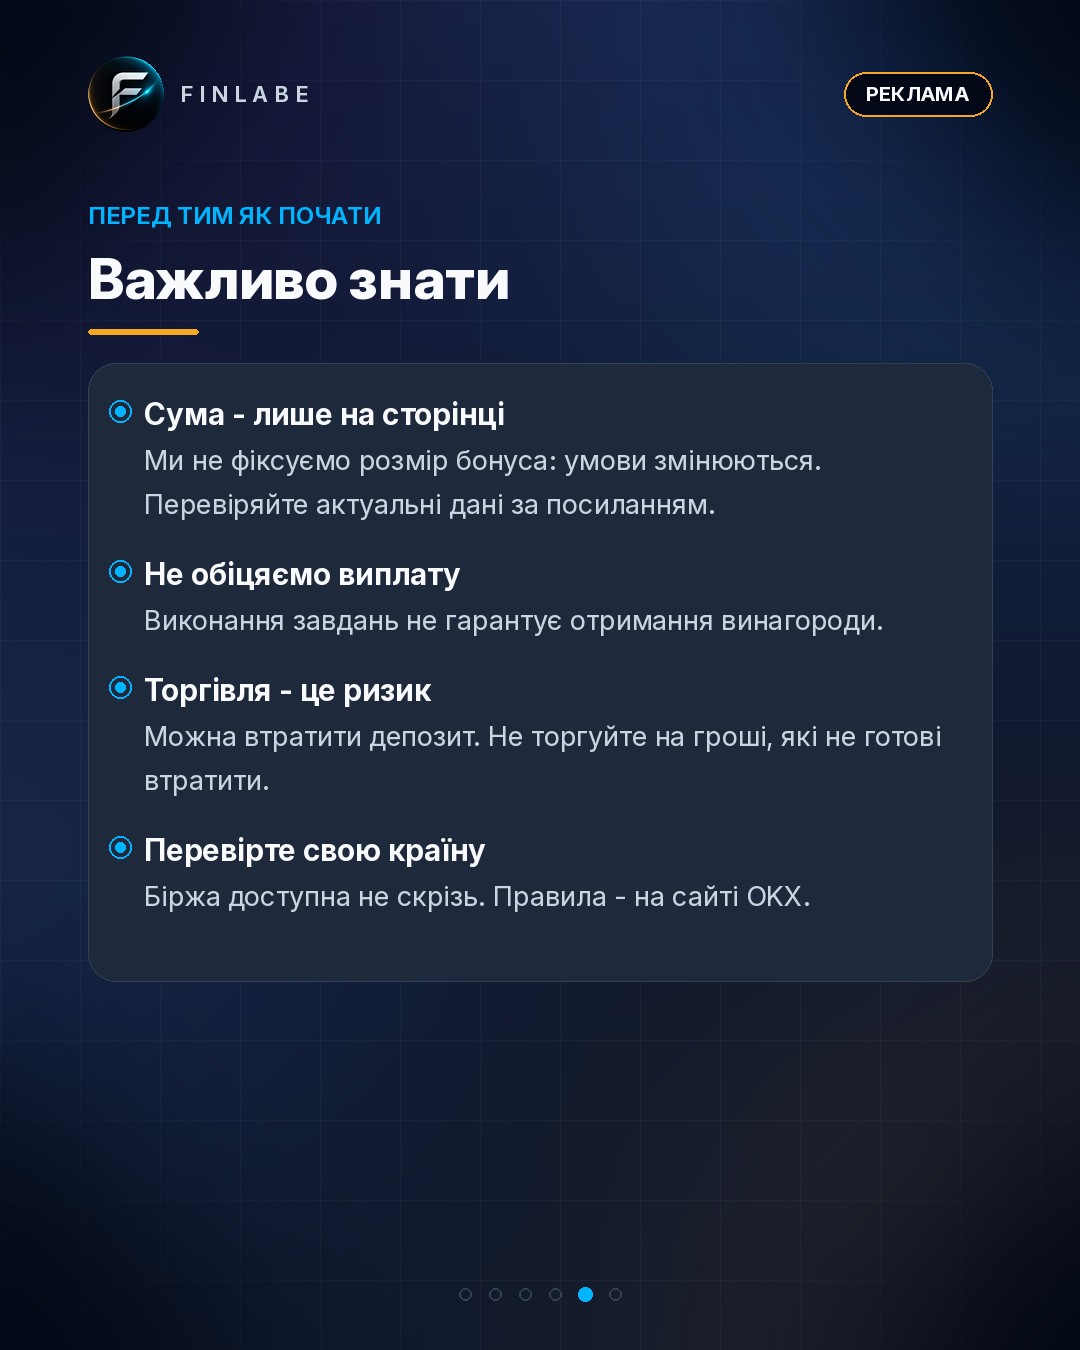 FINLABE
РЕКЛАМА
ПЕРЕД ТИМ ЯК ПОЧАТИ
Важливо знати
Сума - лише на сторінці
Ми не фіксуємо розмір бонуса: умови змінюються.
Перевіряйте актуальні дані за посиланням.
Не обіцяємо виплату
Виконання завдань не гарантує отримання винагороди.
Торгівля - це ризик
Можна втратити депозит. Не торгуйте на гроші, які не готові
втратити.
Перевірте свою країну
Біржа доступна не скрізь. Правила - на сайті OKX.